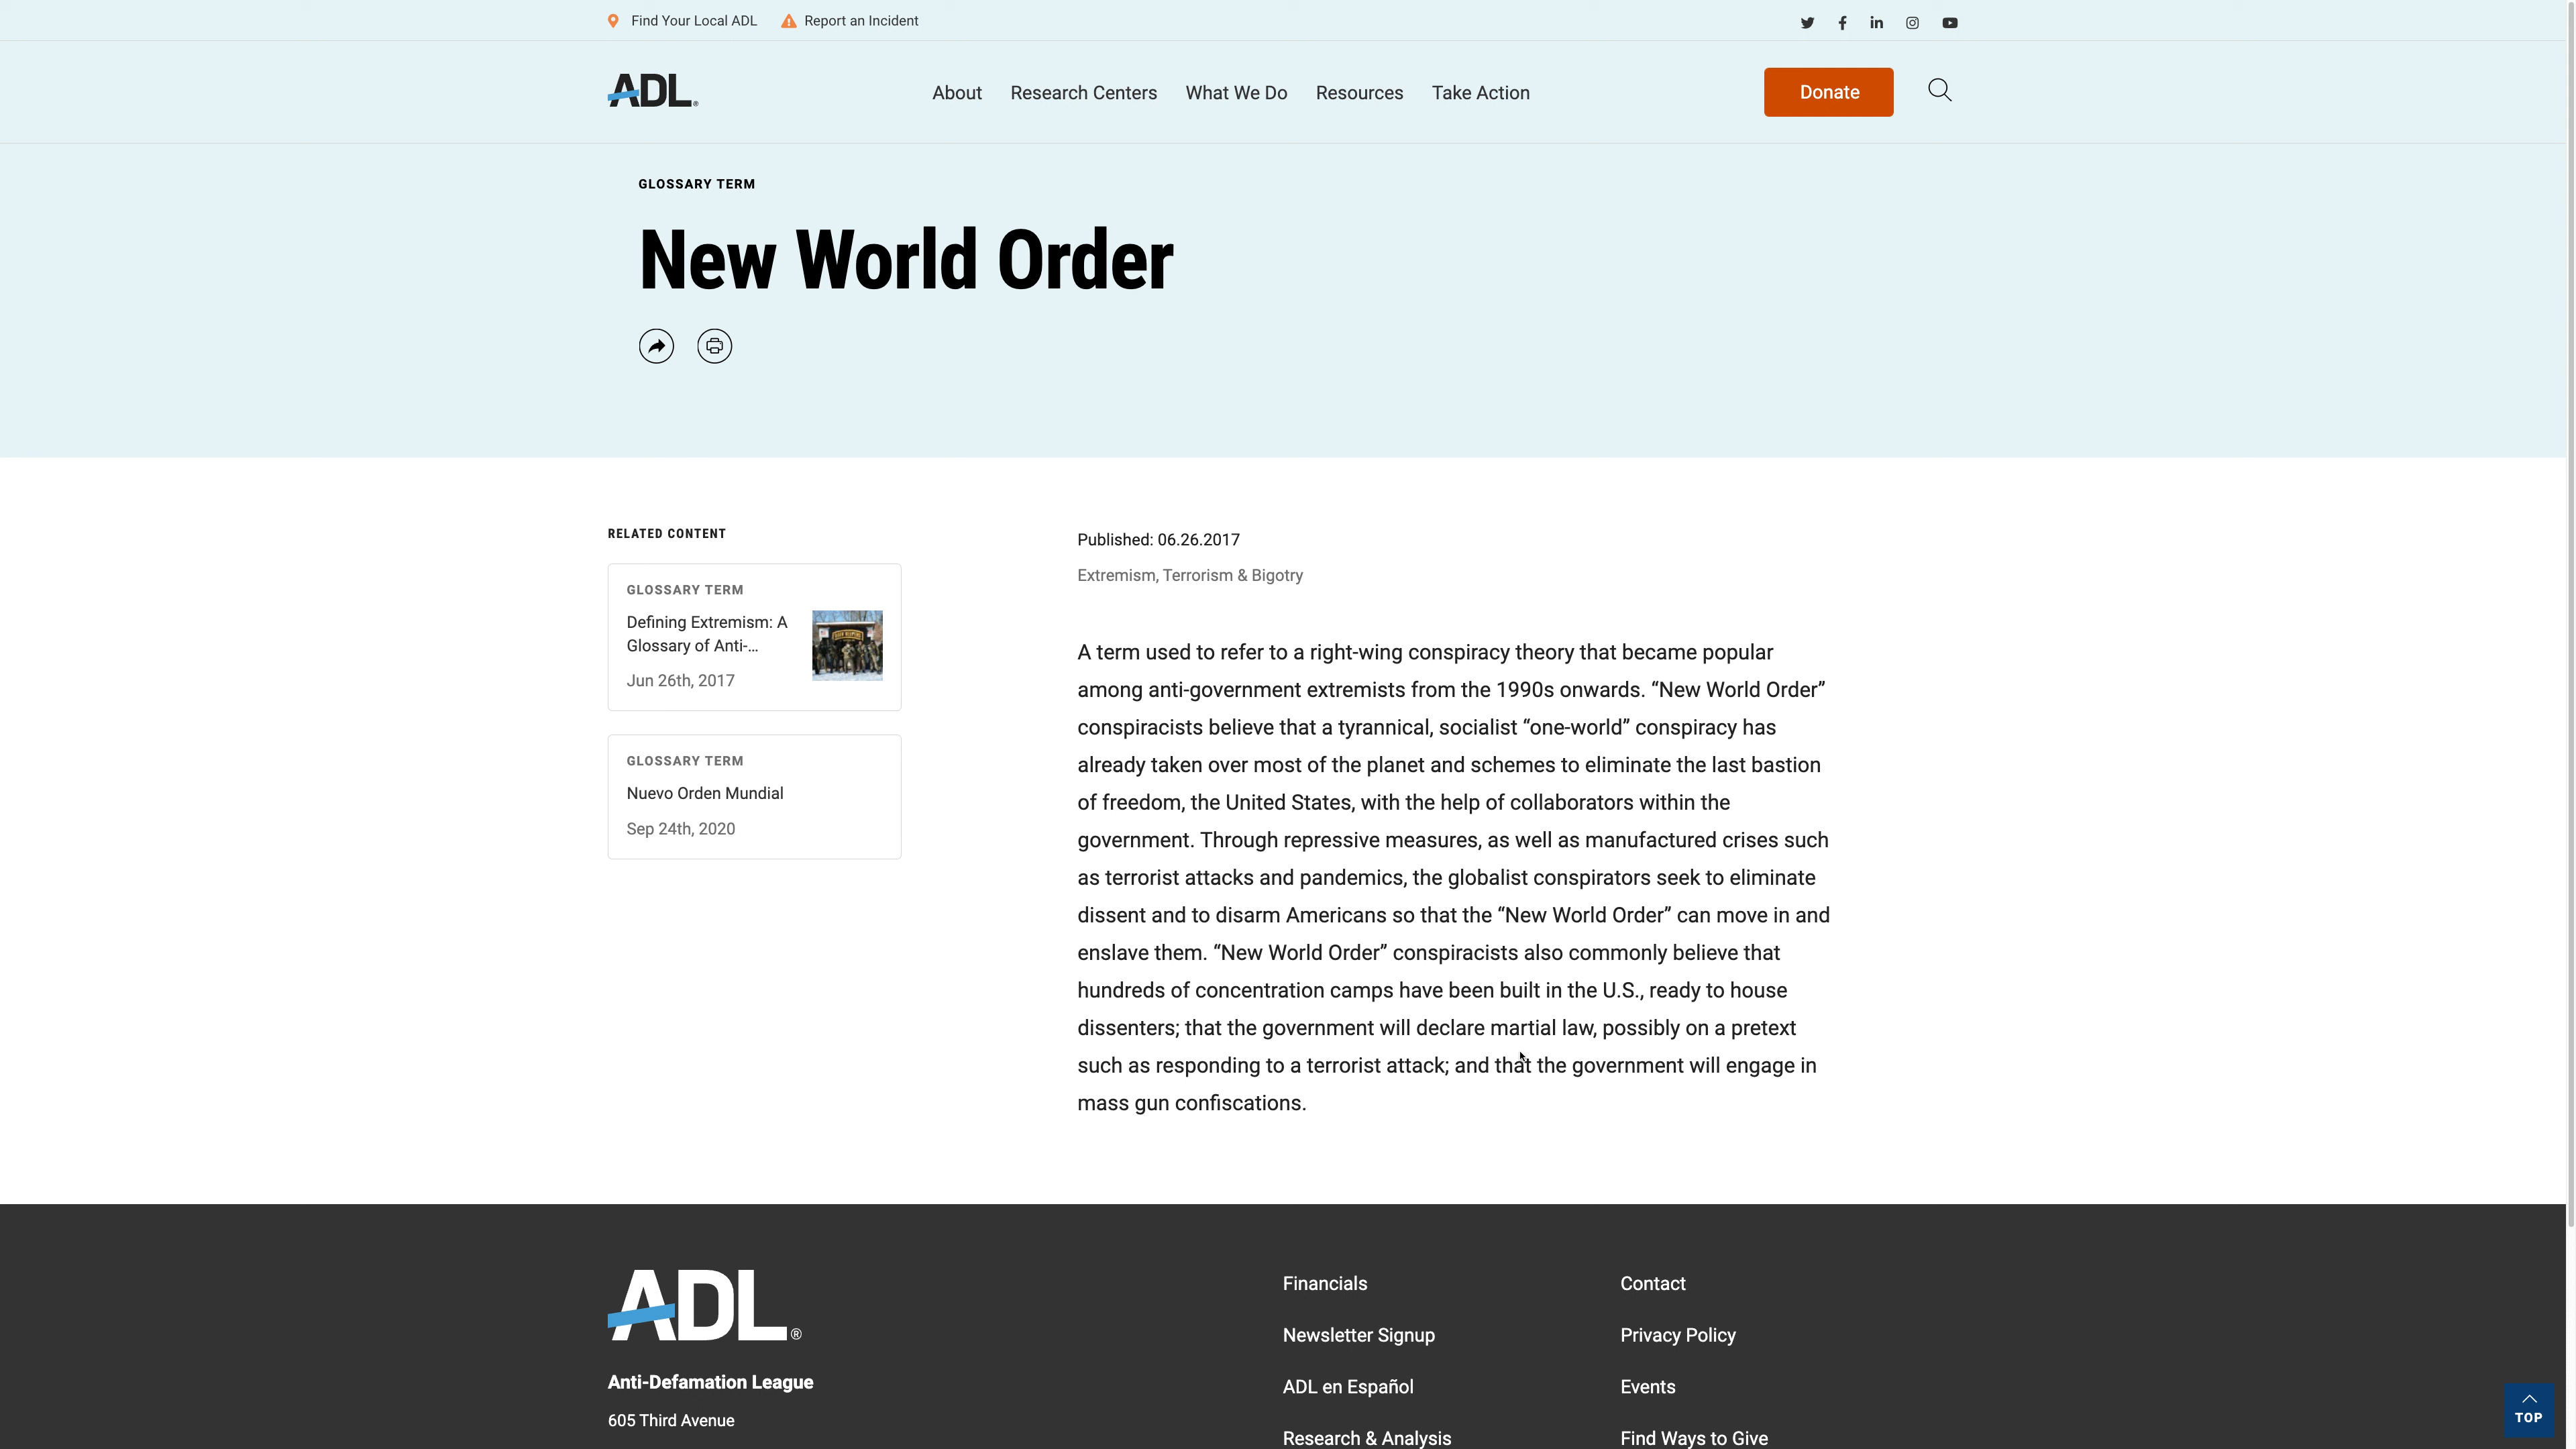 Find Your Local ADL
Report an Incident
ADL®
About
Research Centers
What We Do
Resources
Take Action
Donate
GLOSSARY TERM
New World Order
RELATED CONTENT
GLOSSARY TERM
Defining Extremism: A
Glossary of Anti-...
Jun 26th, 2017
GLOSSARY TERM
Nuevo Orden Mundial
Sep 24th, 2020
Published: 06.26.2017
Extremism, Terrorism & Bigotry
A term used to refer to a right-wing conspiracy theory that became popular
among anti-government extremists from the 1990s onwards. “New World Order”
conspiracists believe that a tyrannical, socialist “one-world” conspiracy has
already taken over most of the planet and schemes to eliminate the last bastion
of freedom, the United States, with the help of collaborators within the
government. Through repressive measures, as well as manufactured crises such
as terrorist attacks and pandemics, the globalist conspirators seek to eliminate
dissent and to disarm Americans so that the “New World Order” can move in and
enslave them. “New World Order” conspiracists also commonly believe that
hundreds of concentration camps have been built in the U.S., ready to house
dissenters; that the government will declare martial law, possibly on a pretext
such as responding to a terrorist attack; and that the government will engage in
mass gun confiscations.
ADL®
Anti-Defamation League
605 Third Avenue
Financials
Newsletter Signup
ADL en Español
Research & Analysis
Contact
Privacy Policy
Events
Find Ways to Give
TOP